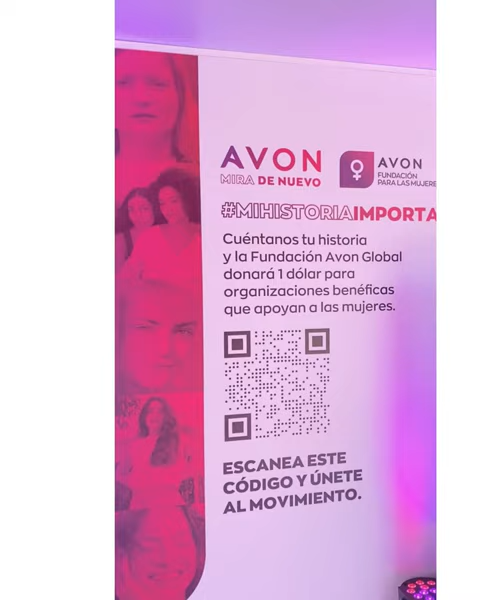 AVON
MIRA DE NUEVO
AVON
FUNDACIÓN
PARA LAS MUJERE
#MIHISTORIAIMPORTA
Cuéntanos tu historia
y la Fundación Avon Global
donará 1 dólar para
organizaciones benéficas
que apoyan a las mujeres.
ESCANEA ESTE
CÓDIGO Y ÚNETE
AL MOVIMIENTO.